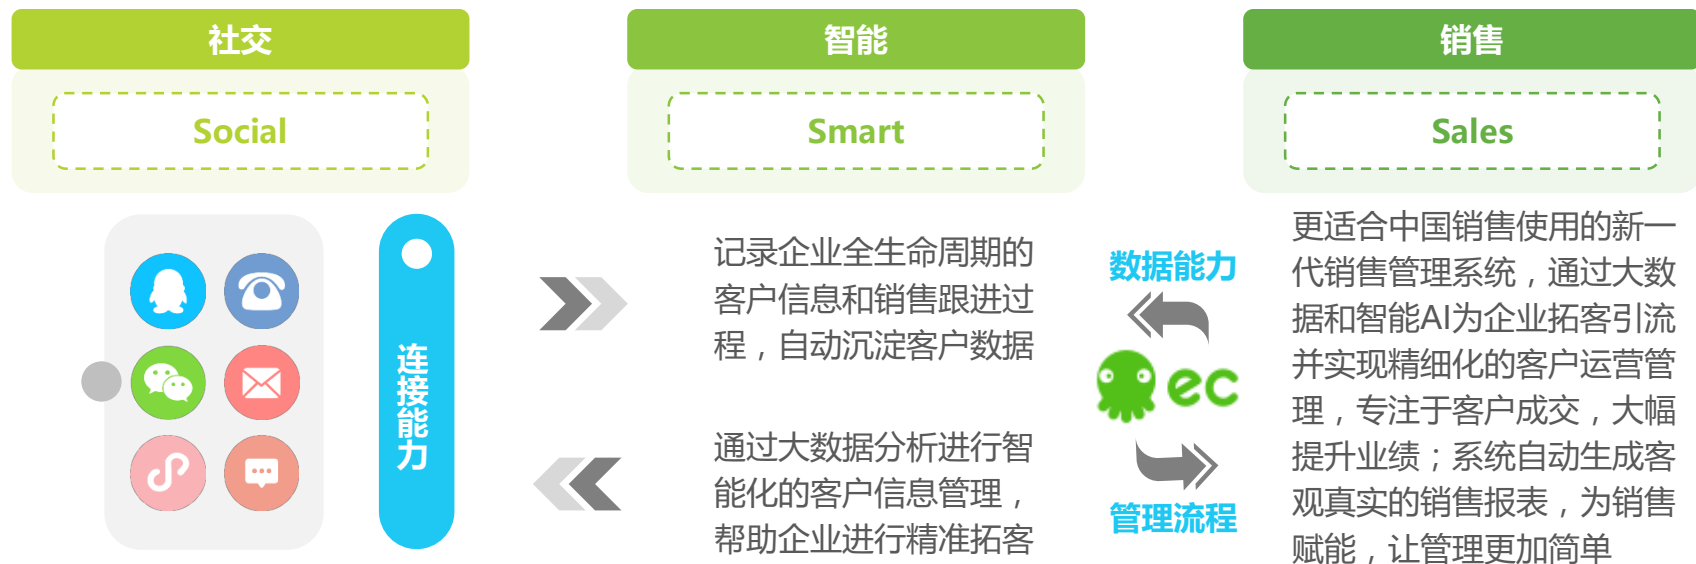 社交
Social
连接能力
智能
Smart
记录企业全生命周期的
客户信息和销售跟进过
程，自动沉淀客户数据
通过大数据分析进行智
能化的客户信息管理，
帮助企业进行精准拓客
数据能力
ec
管理流程
销售
Sales
更适合中国销售使用的新一
代销售管理系统，通过大数
据和智能AI为企业拓客引流
并实现精细化的客户运营管
理，专注于客户成交，大幅
提升业绩；系统自动生成客
观真实的销售报表，为销售
赋能，让管理更加简单